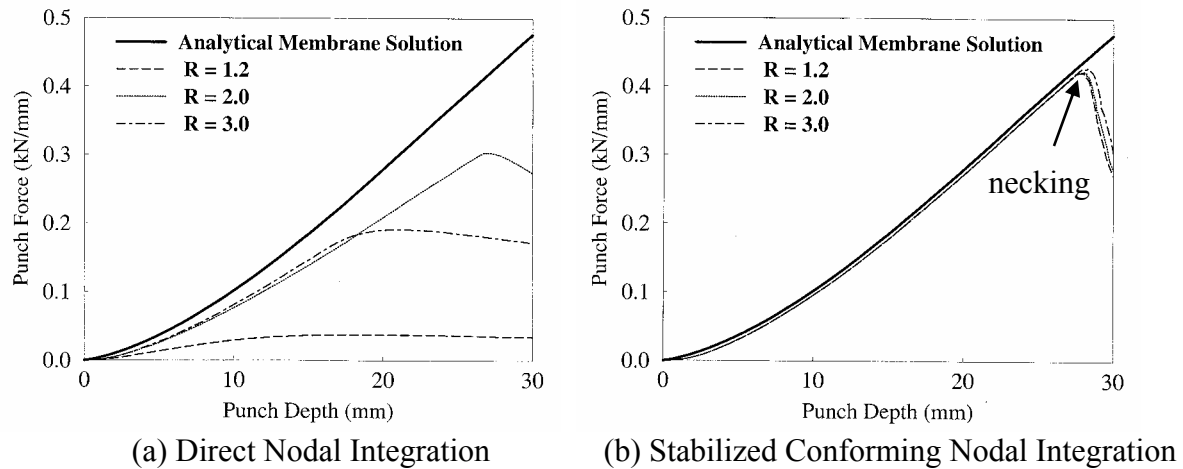 0.5
0.4
0.3
0.2
0.1
0.0
Punch Force (kN/mm)
Analytical Membrane Solution
R = 1.2
R = 2.0
R = 3.0
0 10 20 30
Punch Depth (mm)
(a) Direct Nodal Integration
0.5
0.4
0.3
0.2
0.1
0.0
Punch Force (kN/mm)
Analytical Membrane Solution
R = 1.2
R = 2.0
R = 3.0
necking
0 10 20 30
Punch Depth (mm)
(b) Stabilized Conforming Nodal Integration